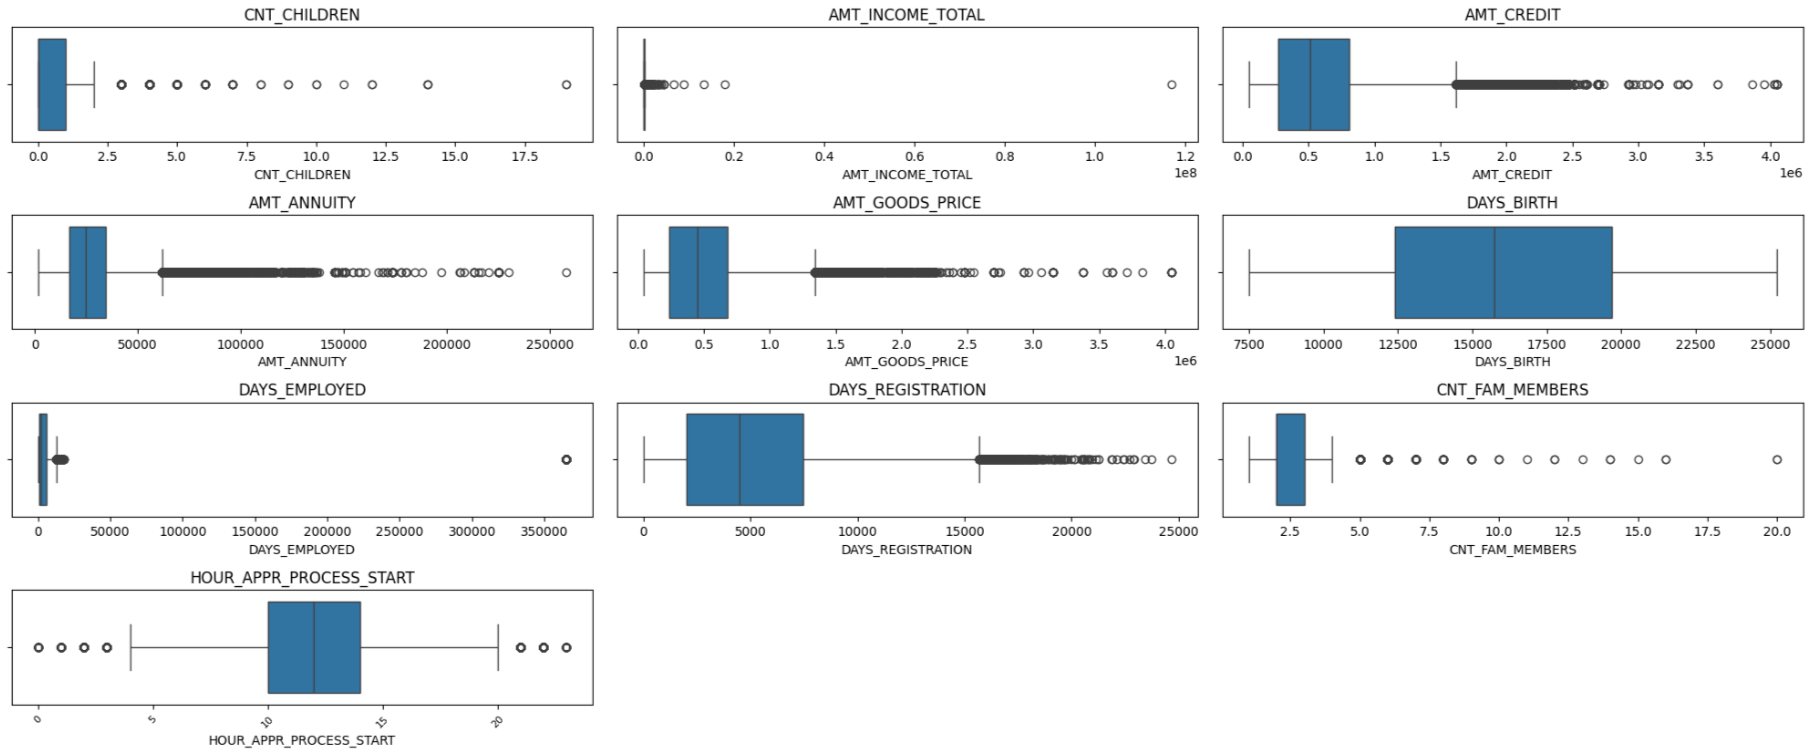 CNT_CHILDREN
0.0 2.5 5.0 7.5 10.0 12.5 15.0 17.5
CNT_CHILDREN
AMT_INCOME_TOTAL
0.0 0.2 0.4 0.6 0.8 1.0 1.2
1e8
AMT_INCOME_TOTAL
AMT_CREDIT
0.0 0.5 1.0 1.5 2.0 2.5 3.0 3.5 4.0
1e6
AMT_CREDIT
AMT_ANNUITY
0 50000 100000 150000 200000 250000
AMT_ANNUITY
AMT_GOODS_PRICE
0.0 0.5 1.0 1.5 2.0 2.5 3.0 3.5 4.0
1e6
AMT_GOODS_PRICE
DAYS_BIRTH
7500 10000 12500 15000 17500 20000 22500 25000
DAYS_BIRTH
DAYS_EMPLOYED
0 50000 100000 150000 200000 250000 300000 350000
DAYS_EMPLOYED
DAYS_REGISTRATION
0 5000 10000 15000 20000 25000
DAYS_REGISTRATION
CNT_FAM_MEMBERS
2.5 5.0 7.5 10.0 12.5 15.0 17.5 20.0
CNT_FAM_MEMBERS
HOUR_APPR_PROCESS_START
0 5 10 15 20
HOUR_APPR_PROCESS_START